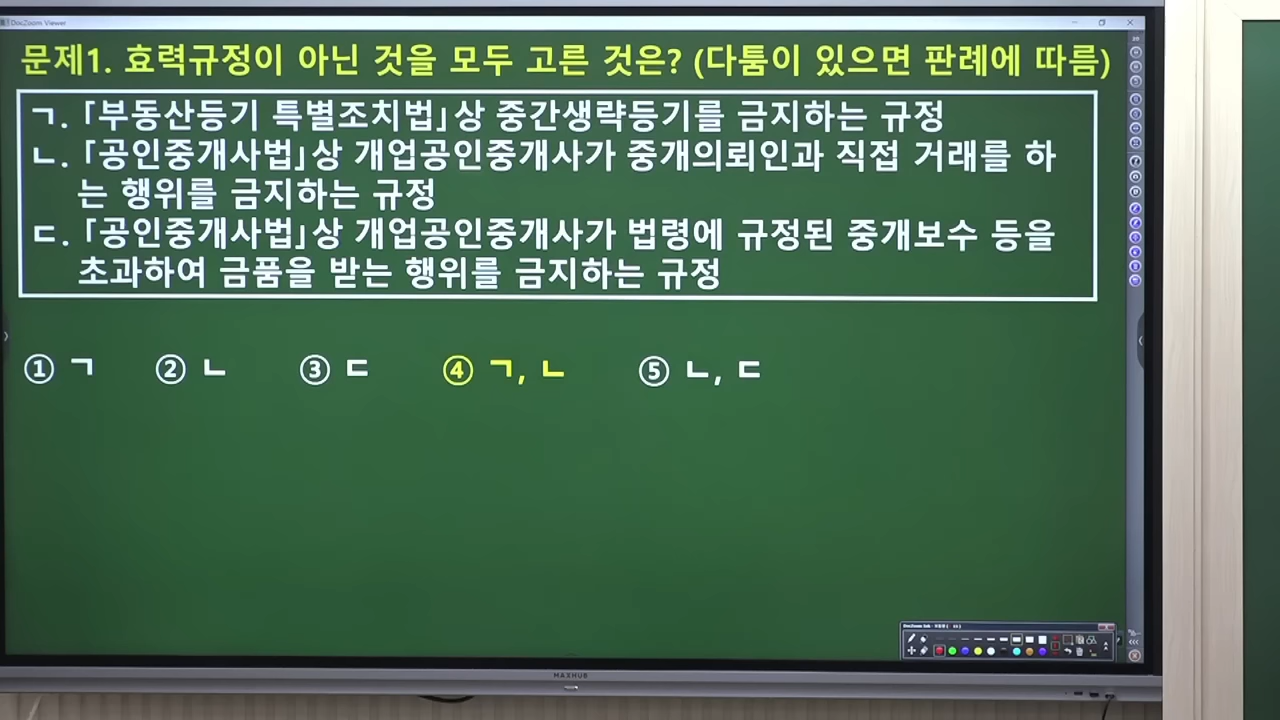 DocZoom Viewer
문제1. 효력규정이 아닌 것을 모두 고른 것은? (다툼이 있으면 판례에 따름)
ㄱ. ｢부동산등기 특별조치법｣상 중간생략등기를 금지하는 규정
ㄴ. ｢공인중개사법｣상 개업공인중개사가 중개의뢰인과 직접 거래를 하
는 행위를 금지하는 규정
ㄷ. ｢공인중개사법｣상 개업공인중개사가 법령에 규정된 중개보수 등을
초과하여 금품을 받는 행위를 금지하는 규정
① ㄱ ② ㄴ ③ ㄷ ④ ㄱ, ㄴ ⑤ ㄴ, ㄷ
MAXHUB